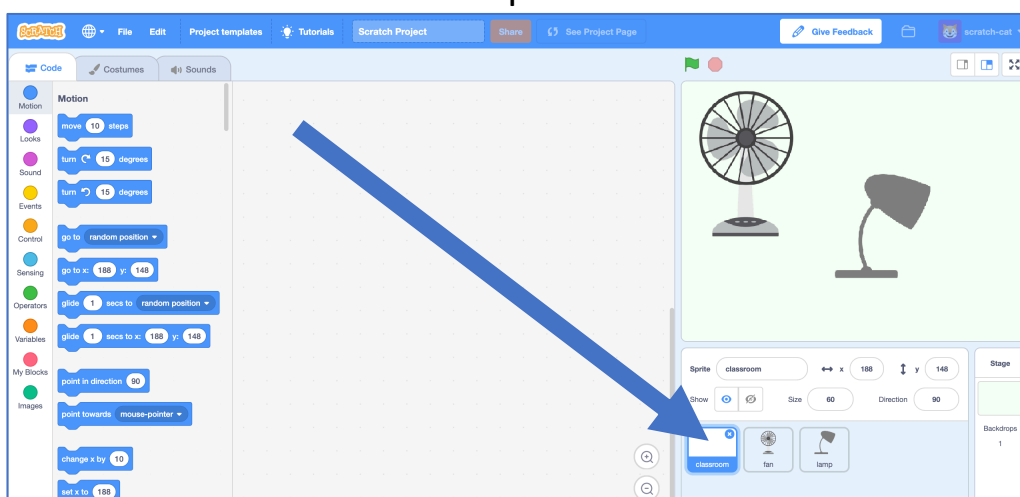 SCRATCH File Edit Project templates Tutorials Scratch Project Share See Project Page Give Feedback scratch-cat
Code Costumes Sounds
Motion
Looks
Sound
Events
Control
Sensing
Operators
Variables
My Blocks
Images
Motion
move 10 steps
turn 15 degrees
turn 15 degrees
go to random position
go to x: 188 y: 148
glide 1 secs to random position
glide 1 secs to x: 188 y: 148
point in direction 90
point towards mouse-pointer
change x by 10
set x to 188
Sprite classroom x 188 y 148
Show Size 60 Direction 90
classroom fan lamp
Stage
Backdrops
1